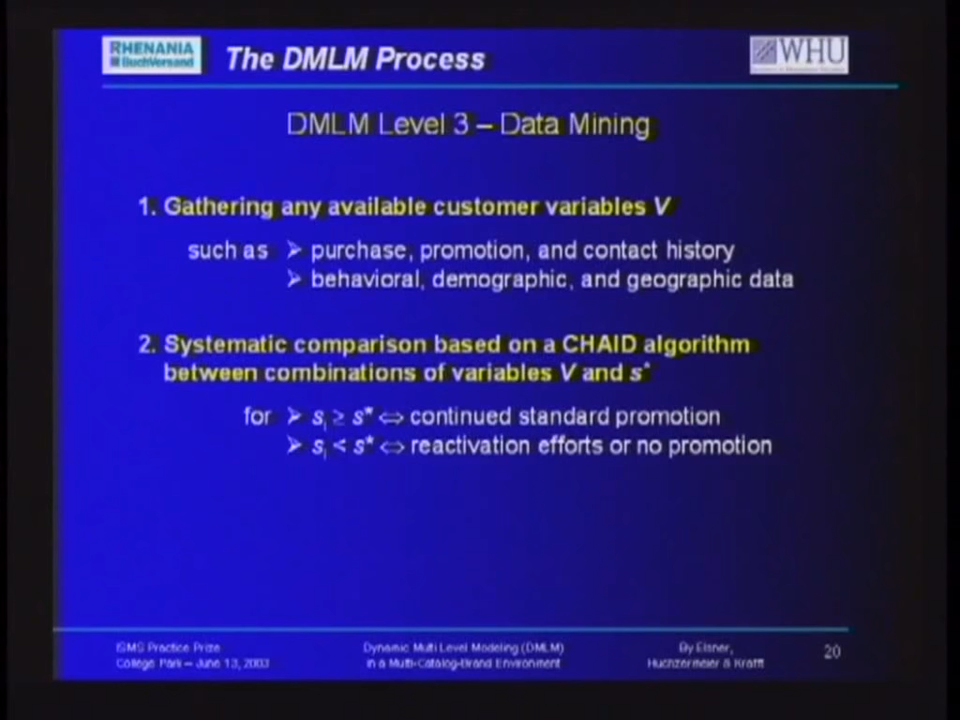 RHENANIA
BuchVersand
The DMLM Process
WHU
DMLM Level 3 – Data Mining
1. Gathering any available customer variables V
such as ➢ purchase, promotion, and contact history
➢ behavioral, demographic, and geographic data
2. Systematic comparison based on a CHAID algorithm
between combinations of variables V and s*
for ➢ si ≥ s* ⇔ continued standard promotion
➢ si < s* ⇔ reactivation efforts or no promotion
ISMS Practice Prize
College Park – June 13, 2003
Dynamic Multi Level Modeling (DMLM)
in a Multi-Catalog-Brand Environment
By Elsner,
Huchzermeier & Krafft
20